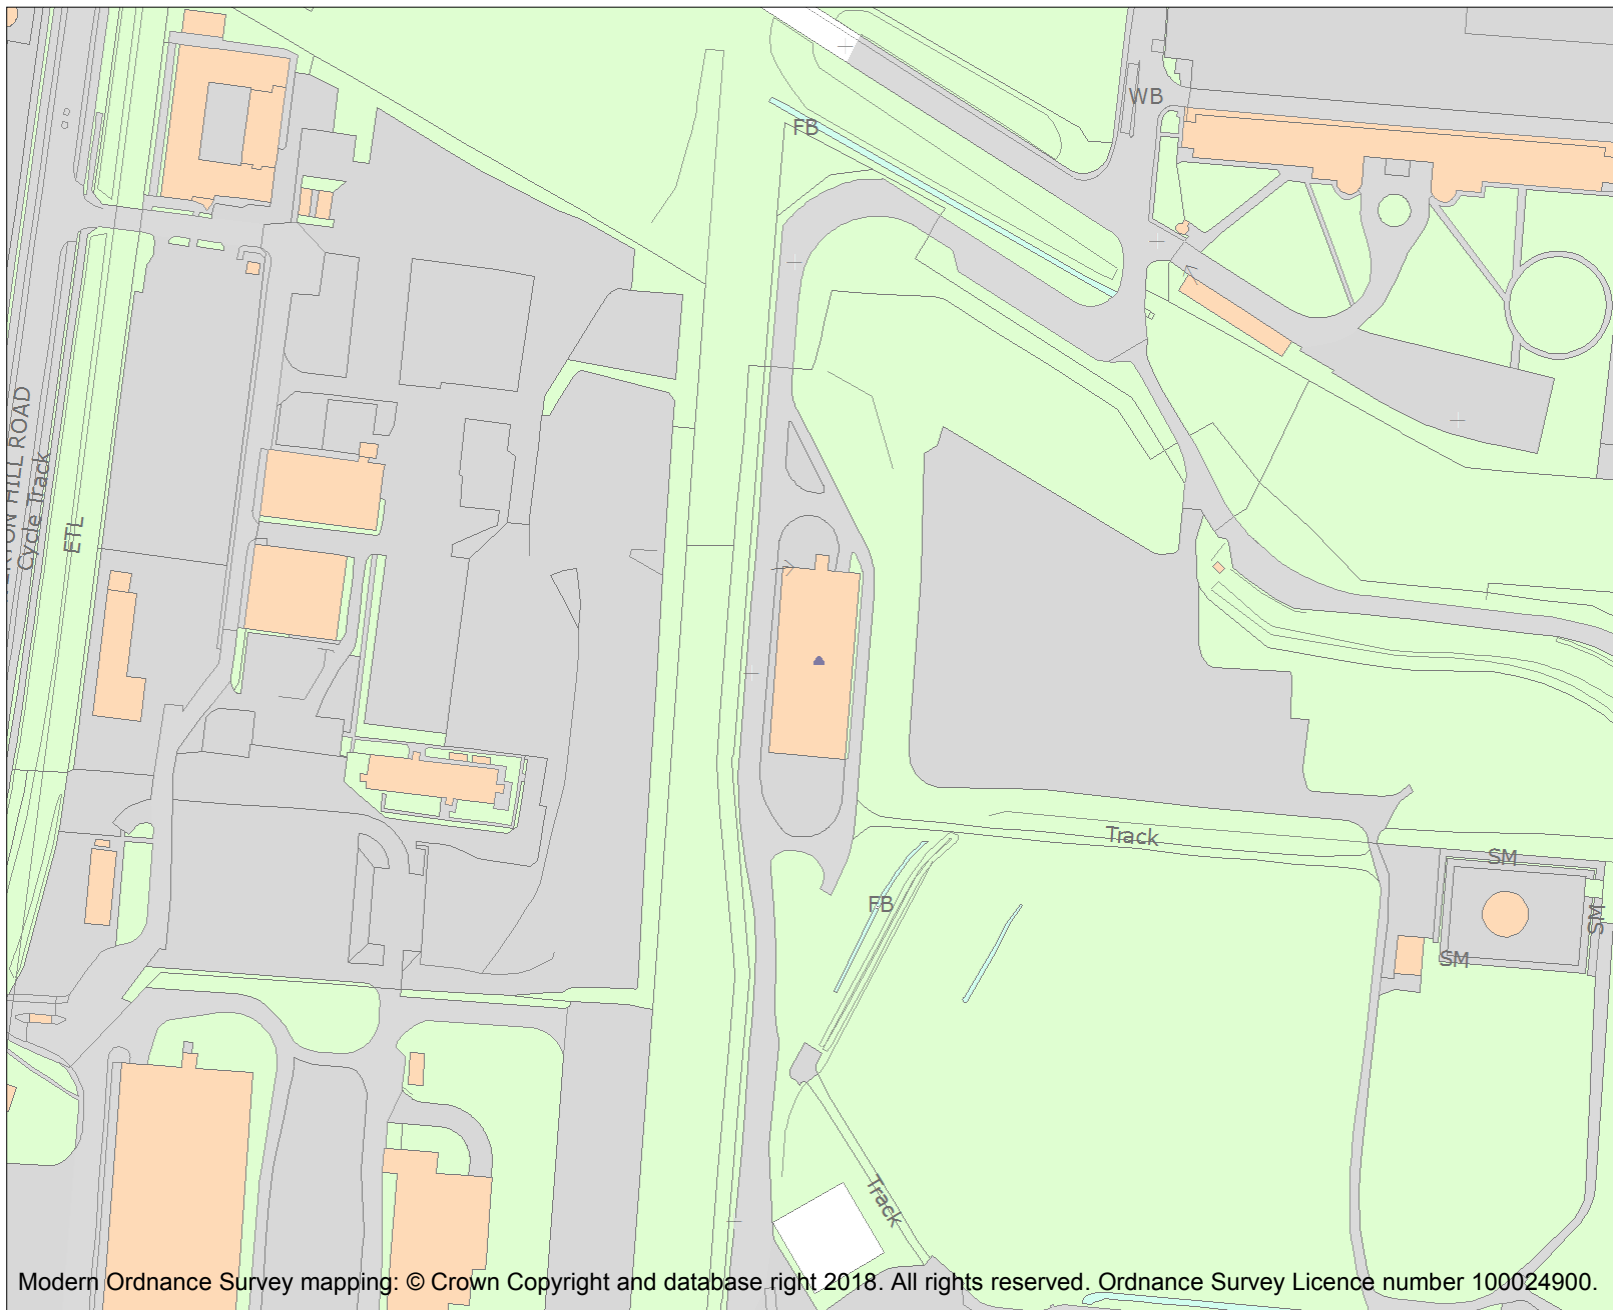 WB
FB
HILL ROAD
Cycle Track
ETL
Track
SM
FB
SM
SM
Track
Modern Ordnance Survey mapping: © Crown Copyright and database right 2018. All rights reserved. Ordnance Survey Licence number 100024900.